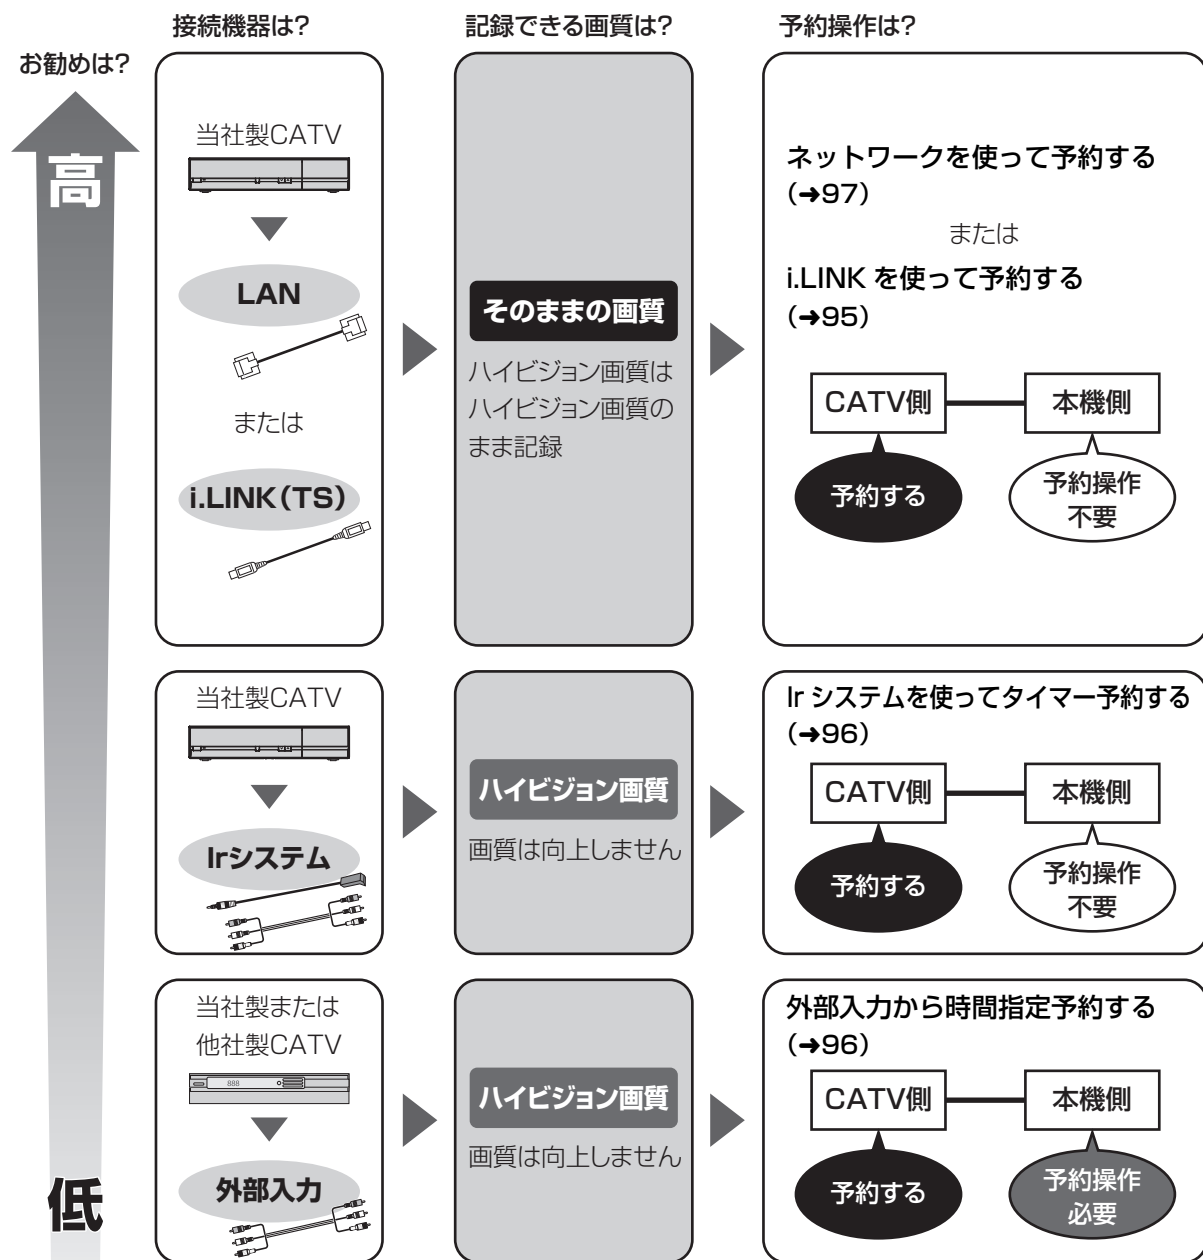 接続機器は?
記録できる画質は?
予約操作は?
お勧めは?
高
当社製CATV
LAN
または
i.LINK(TS)
そのままの画質
ハイビジョン画質は
ハイビジョン画質の
まま記録
ネットワークを使って予約する
(➜97)
または
i.LINK を使って予約する
(➜95)
CATV側
本機側
予約する
予約操作
不要
当社製CATV
Irシステム
ハイビジョン画質
画質は向上しません
Ir システムを使ってタイマー予約する
(➜96)
CATV側
本機側
予約する
予約操作
不要
当社製または
他社製CATV
888
外部入力
ハイビジョン画質
画質は向上しません
外部入力から時間指定予約する
(➜96)
CATV側
本機側
予約する
予約操作
必要
低